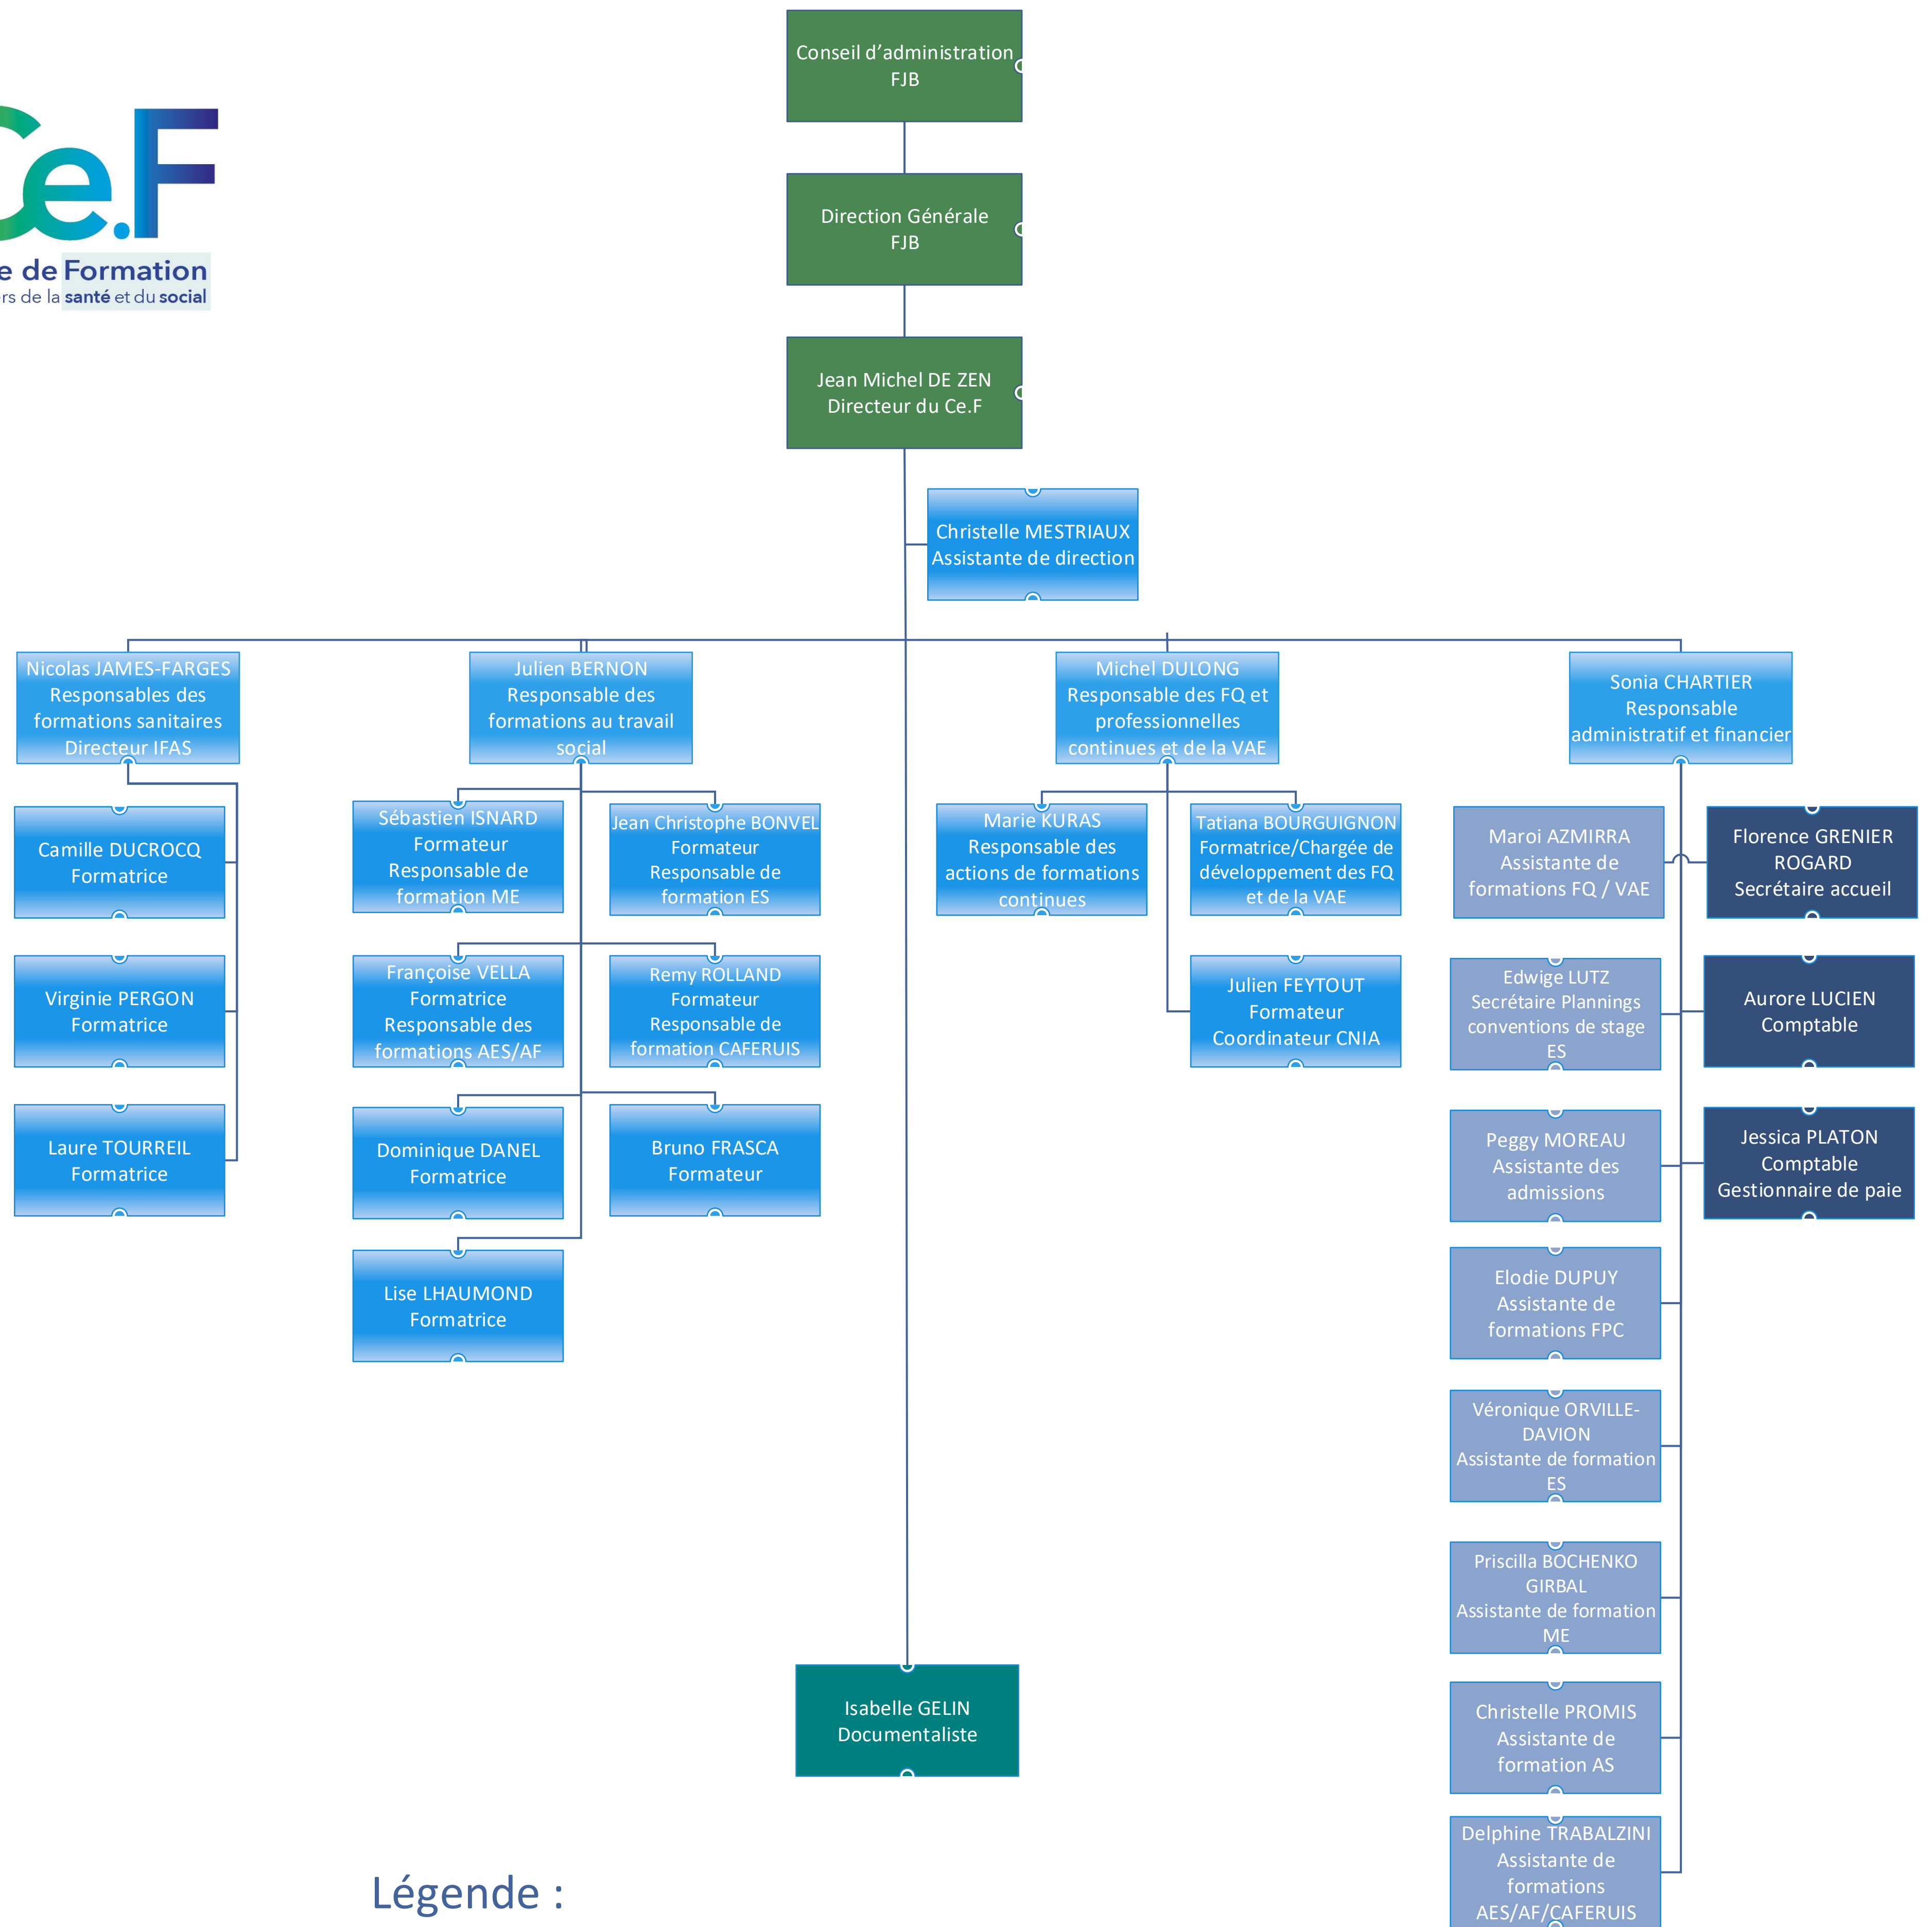 Conseil d’administration
FJB
Direction Générale
FJB
Ce.F
de Formation
de la santé et du social
Jean Michel DE ZEN
Directeur du Ce.F
Christelle MESTRIAUX
Assistante de direction
Nicolas JAMES-FARGES
Responsables des
formations sanitaires
Directeur IFAS
Julien BERNON
Responsable des
formations au travail
social
Michel DULONG
Responsable des FQ et
professionnelles
continues et de la VAE
Sonia CHARTIER
Responsable
administratif et financier
Camille DUCROCQ
Formatrice
Virginie PERGON
Formatrice
Laure TOURREIL
Formatrice
Sébastien ISNARD
Formateur
Responsable de
formation ME
Jean Christophe BONVEL
Formateur
Responsable de
formation ES
Françoise VELLA
Formatrice
Responsable des
formations AES/AF
Remy ROLLAND
Formateur
Responsable de
formation CAFERUIS
Dominique DANEL
Formatrice
Bruno FRASCA
Formateur
Lise LHAUMOND
Formatrice
Marie KURAS
Responsable des
actions de formations
continues
Tatiana BOURGUIGNON
Formatrice/Chargée de
développement des FQ
et de la VAE
Julien FEYTOUT
Formateur
Coordinateur CNIA
Maroi AZMIRRA
Assistante de
formations FQ / VAE
Florence GRENIER
ROGARD
Secrétaire accueil
Edwige LUTZ
Secrétaire Plannings
conventions de stage
ES
Aurore LUCIEN
Comptable
Peggy MOREAU
Assistante des
admissions
Jessica PLATON
Comptable
Gestionnaire de paie
Elodie DUPUY
Assistante de
formations FPC
Véronique ORVILLE-
DAVION
Assistante de formation
ES
Priscilla BOCHENKO
GIRBAL
Assistante de formation
ME
Christelle PROMIS
Assistante de
formation AS
Delphine TRABALZINI
Assistante de
formations
AES/AF/CAFERUIS
Isabelle GELIN
Documentaliste
Légende :